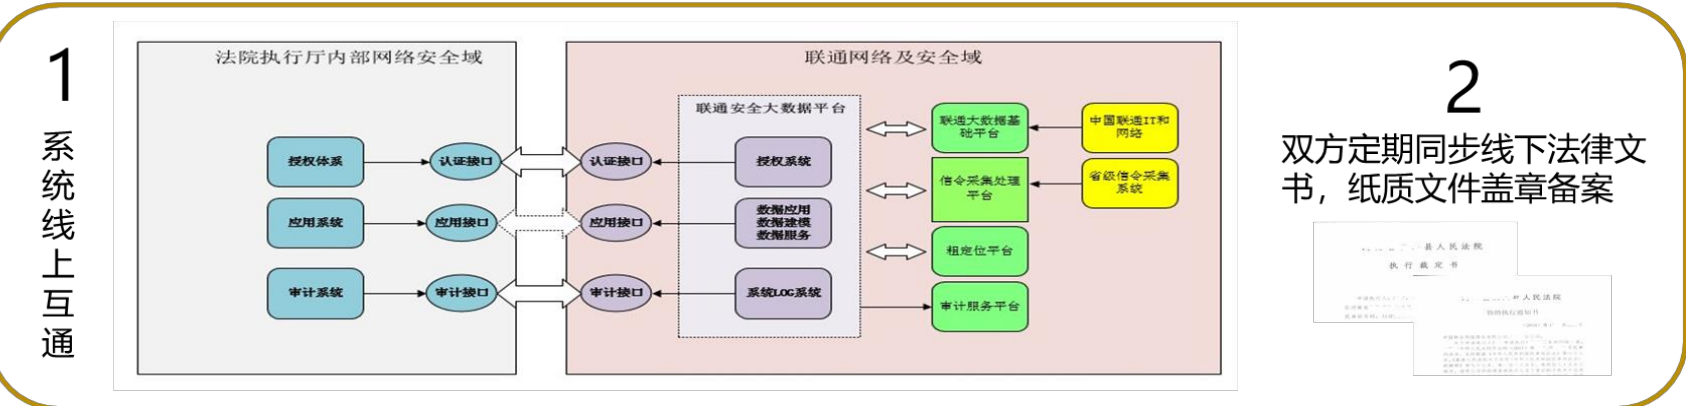 1
系统线上互通
法院执行厅内部网络安全域
授权体系
认证接口
应用系统
应用接口
审计系统
审计接口
联通网络及安全域
联通安全大数据平台
认证接口
授权系统
应用接口
数据应用
数据建模
数据服务
审计接口
系统LOG系统
联通大数据基
础平台
信令采集处理
平台
粗定位平台
审计服务平台
中国联通IT和
网络
省级信令采集
系统
2
双方定期同步线下法律文
书，纸质文件盖章备案
县人民法院
执行裁定书
人民法院
协助执行通知书